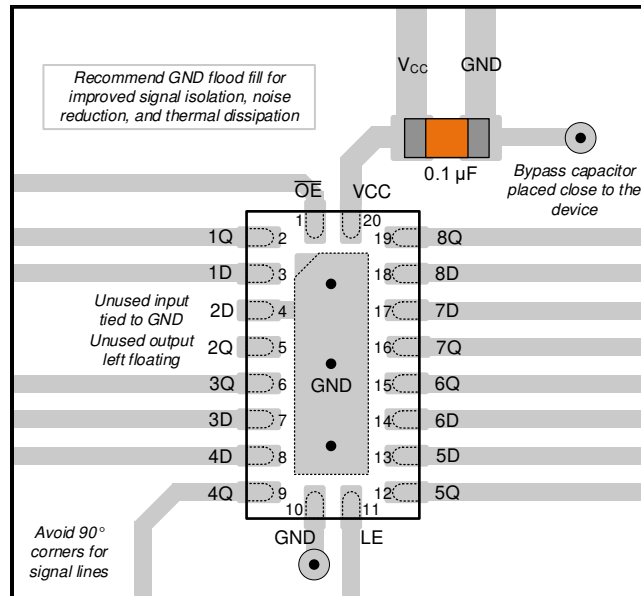 Recommend GND flood fill for
improved signal isolation, noise
reduction, and thermal dissipation
VCC GND
0.1 µF
Bypass capacitor
placed close to the
device
OE VCC
1 20
1Q 2 19 8Q
1D 3 18 8D
Unused input
tied to GND
Unused output
left floating
2D 4 17 7D
2Q 5 16 7Q
GND
3Q 6 15 6Q
3D 7 14 6D
4D 8 13 5D
4Q 9 12 5Q
10 11
GND LE
Avoid 90°
corners for
signal lines